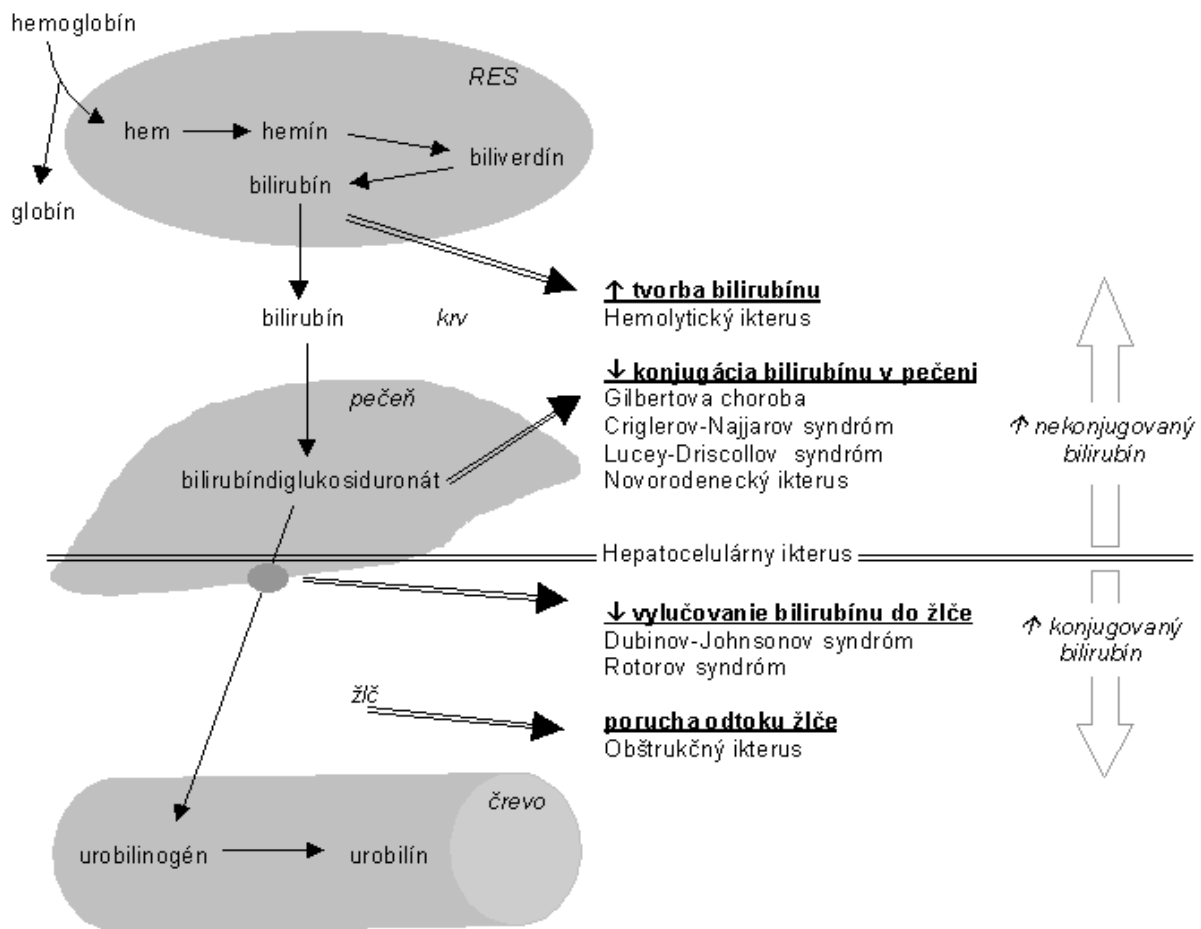 hemoglobín
RES
hem
hemín
biliverdín
bilirubín
globín
↑ tvorba bilirubínu
Hemolytický ikterus
bilirubín
krv
↓ konjugácia bilirubínu v pečeni
Gilbertova choroba
Criglerov-Najjarov syndróm
Lucey-Driscollov syndróm
Novorodenecký ikterus
pečeň
bilirubíndiglukosiduronát
↑ nekonjugovaný
bilirubín
Hepatocelulárny ikterus
↓ vylučovanie bilirubínu do žlče
Dubinov-Johnsonov syndróm
Rotorov syndróm
↑ konjugovaný
bilirubín
žlč
porucha odtoku žlče
Obštrukčný ikterus
črevo
urobilinogén
urobilín